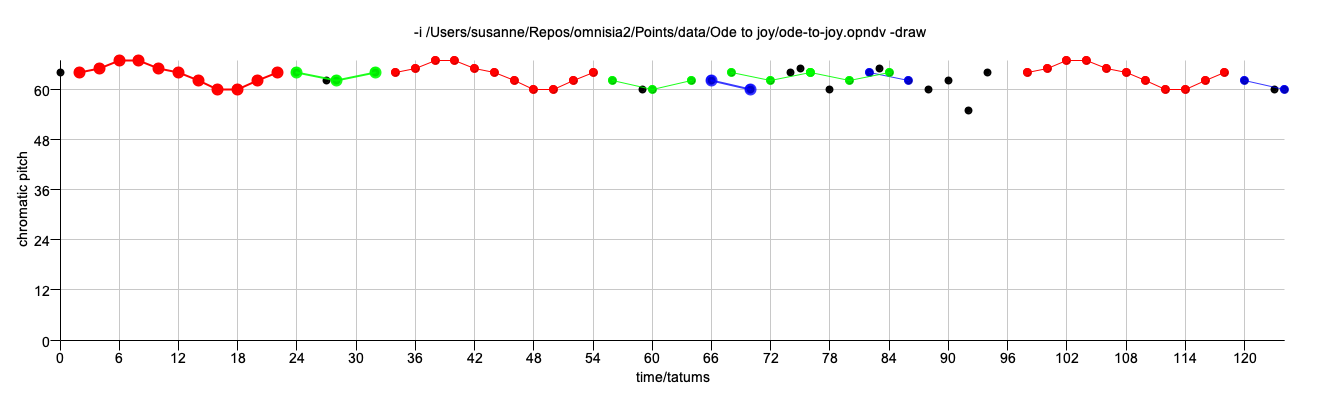 -i /Users/susanne/Repos/omnisia2/Points/data/Ode to joy/ode-to-joy.opndv -draw
60
48
36
24
12
0
chromatic pitch
0 6 12 18 24 30 36 42 48 54 60 66 72 78 84 90 96 102 108 114 120
time/tatums